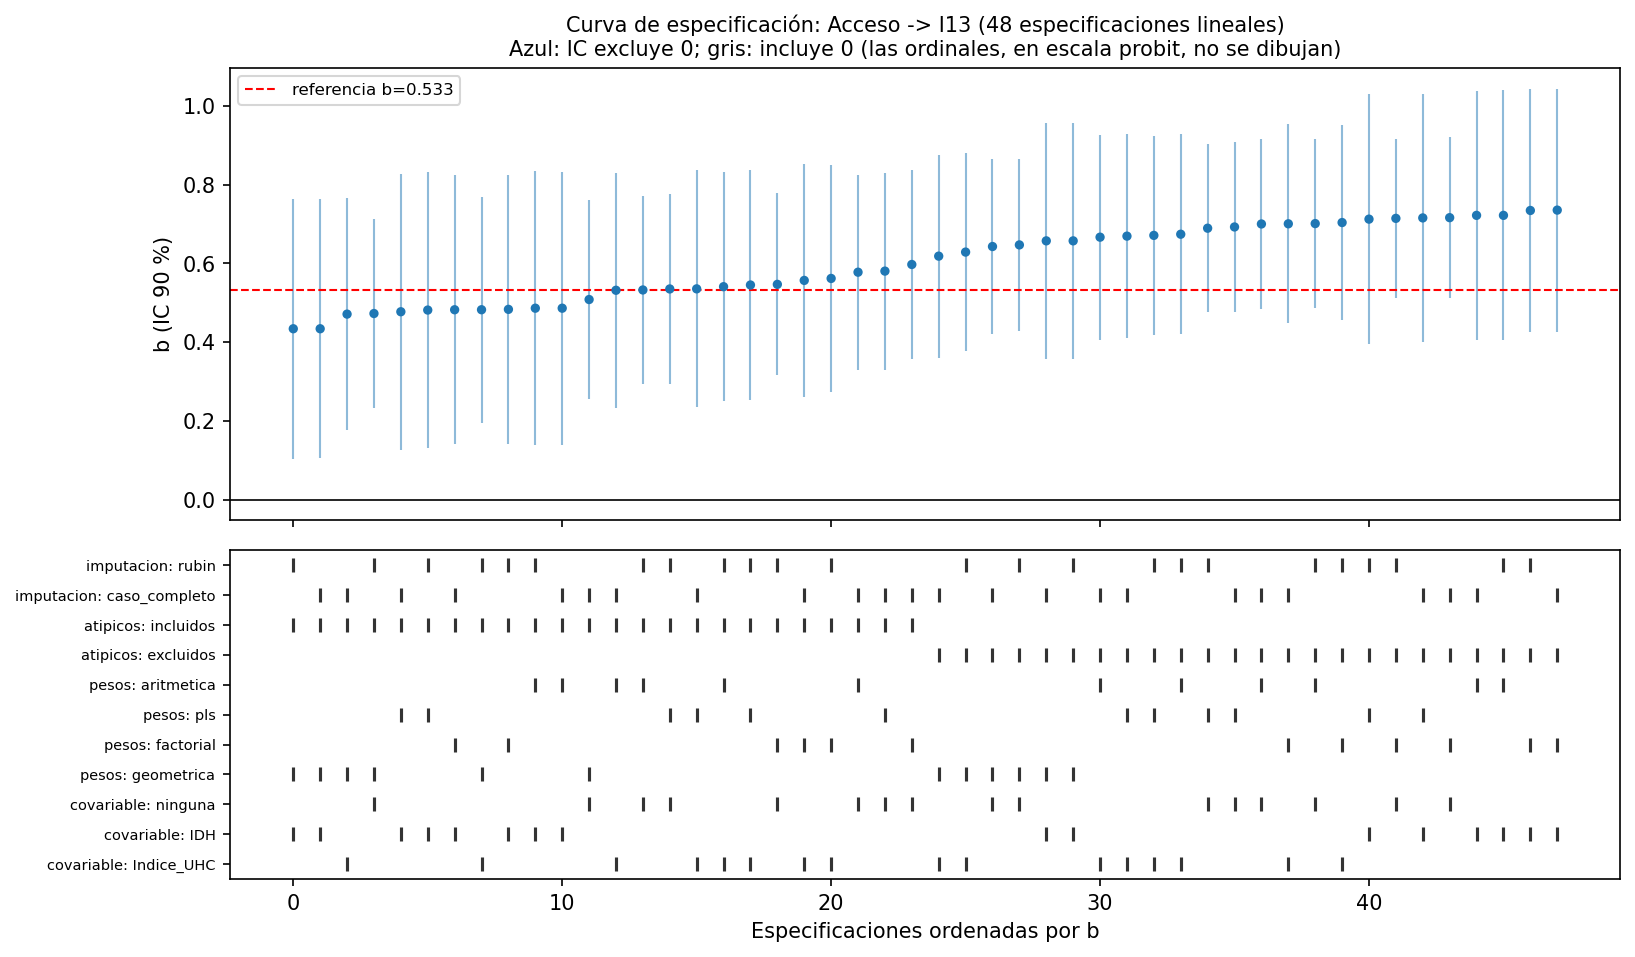 Curva de especificación: Acceso -> I13 (48 especificaciones lineales)
Azul: IC excluye 0; gris: incluye 0 (las ordinales, en escala probit, no se dibujan)
referencia b=0.533
b (IC 90 %)
1.0
0.8
0.6
0.4
0.2
0.0
imputacion: rubin
imputacion: caso_completo
atipicos: incluidos
atipicos: excluidos
pesos: aritmetica
pesos: pls
pesos: factorial
pesos: geometrica
covariable: ninguna
covariable: IDH
covariable: Indice_UHC
0 10 20 30 40
Especificaciones ordenadas por b